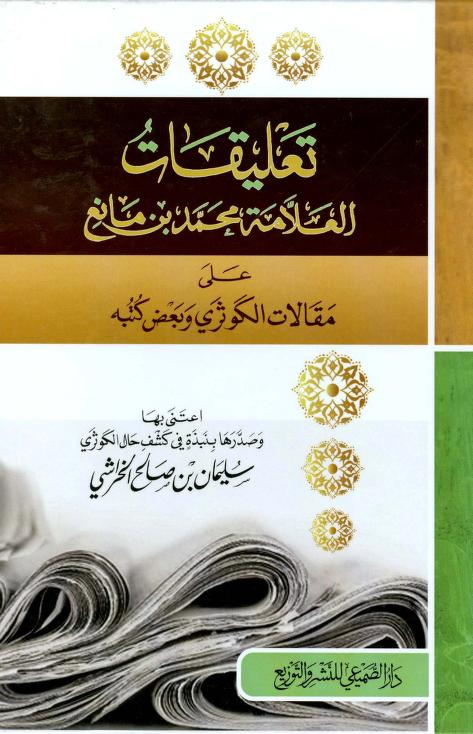 تعليقات
العلامة محمد بن مانع
على
مقالات الكوثري وبعض كتبه
اعتنى بها
وصدرها بنبذة في كشف حال الكوثري
سليمان بن صالح الخراشي
دار الصميعي للنشر والتوزيع